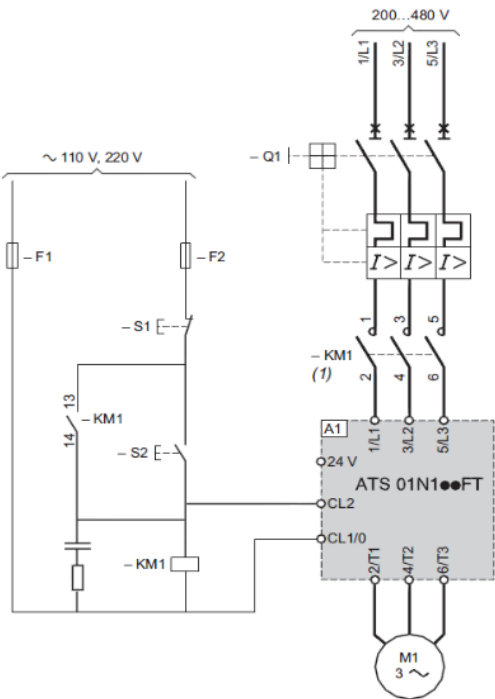 200...480 V
1/L1 3/L2 5/L3
– Q1
∼ 110 V, 220 V
I> I> I>
– F1 – F2
– S1
1 3 5
– KM1
(1)
2 4 6
13
14
– KM1
– S2
A1
1/L1 3/L2 5/L3
24 V
ATS 01N1●●FT
CL2
CL1/0
– KM1
2/T1 4/T2 6/T3
M1
3 ∼